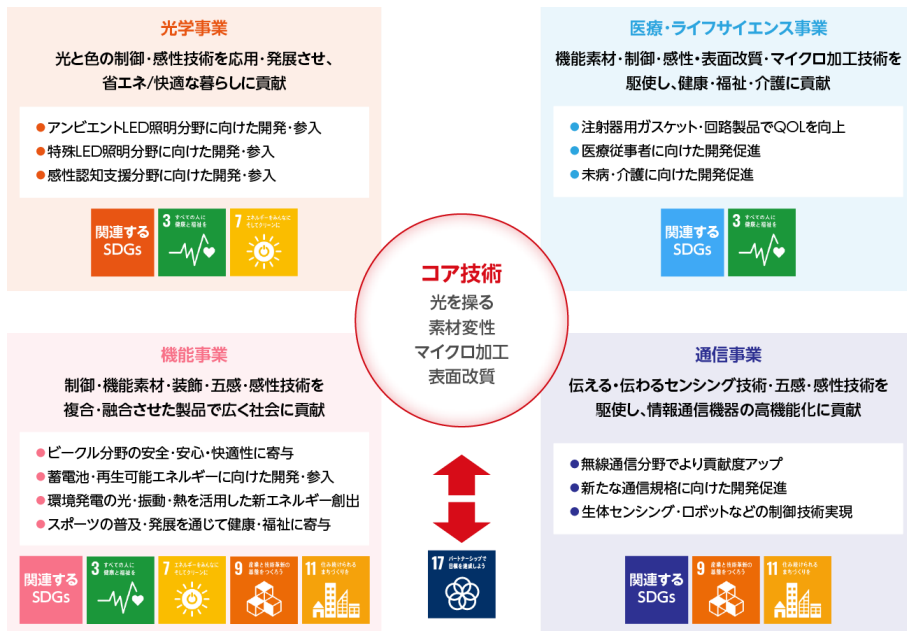 光学事業
光と色の制御・感性技術を応用・発展させ、
省エネ/快適な暮らしに貢献
●アンビエントLED照明分野に向けた開発・参入
●特殊LED照明分野に向けた開発・参入
●感性認知支援分野に向けた開発・参入
関連する
SDGs
3 すべての人に
健康と福祉を
7 エネルギーをみんなに
そしてクリーンに
医療・ライフサイエンス事業
機能素材・制御・感性・表面改質・マイクロ加工技術を
駆使し、健康・福祉・介護に貢献
●注射器用ガスケット・回路製品でQOLを向上
●医療従事者に向けた開発促進
●未病・介護に向けた開発促進
関連する
SDGs
3 すべての人に
健康と福祉を
コア技術
光を操る
素材変性
マイクロ加工
表面改質
機能事業
制御・機能素材・装飾・五感・感性技術を
複合・融合させた製品で広く社会に貢献
●ビークル分野の安全・安心・快適性に寄与
●蓄電池・再生可能エネルギーに向けた開発・参入
●環境発電の光・振動・熱を活用した新エネルギー創出
●スポーツの普及・発展を通じて健康・福祉に寄与
関連する
SDGs
3 すべての人に
健康と福祉を
7 エネルギーをみんなに
そしてクリーンに
9 産業と技術革新の
基盤をつくろう
11 住み続けられる
まちづくりを
17 パートナーシップで
目標を達成しよう
通信事業
伝える・伝わるセンシング技術・五感・感性技術を
駆使し、情報通信機器の高機能化に貢献
●無線通信分野でより貢献度アップ
●新たな通信規格に向けた開発促進
●生体センシング・ロボットなどの制御技術実現
関連する
SDGs
9 産業と技術革新の
基盤をつくろう
11 住み続けられる
まちづくりを